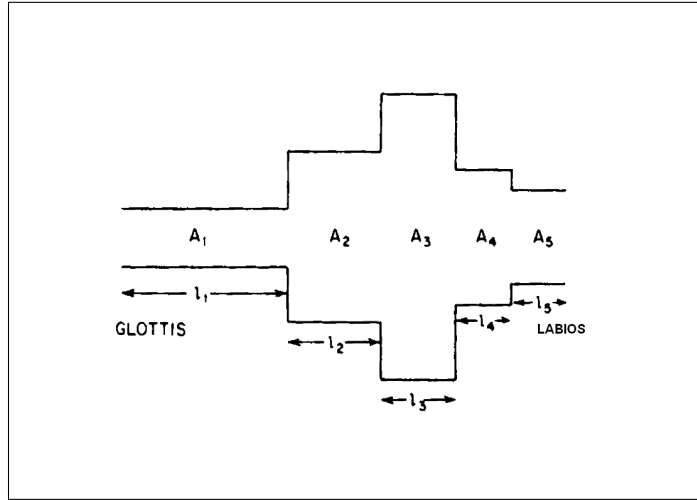 A₁ A₂ A₃ A₄ A₅
l₁
l₅
l₄
GLOTTIS
LABIOS
l₂
l₃